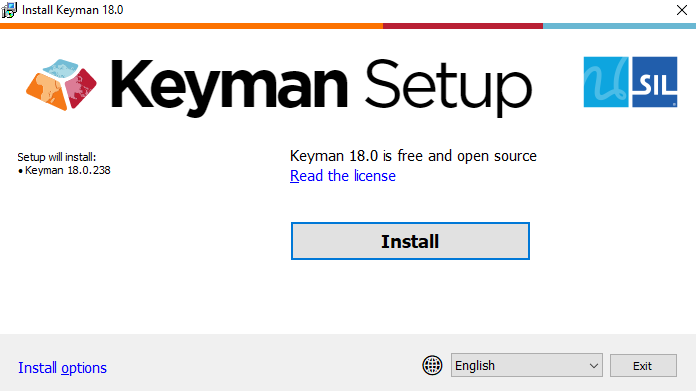 Install Keyman 18.0
Keyman Setup
SIL
Setup will install:
• Keyman 18.0.238
Keyman 18.0 is free and open source
Read the license
Install
Install options
English
Exit